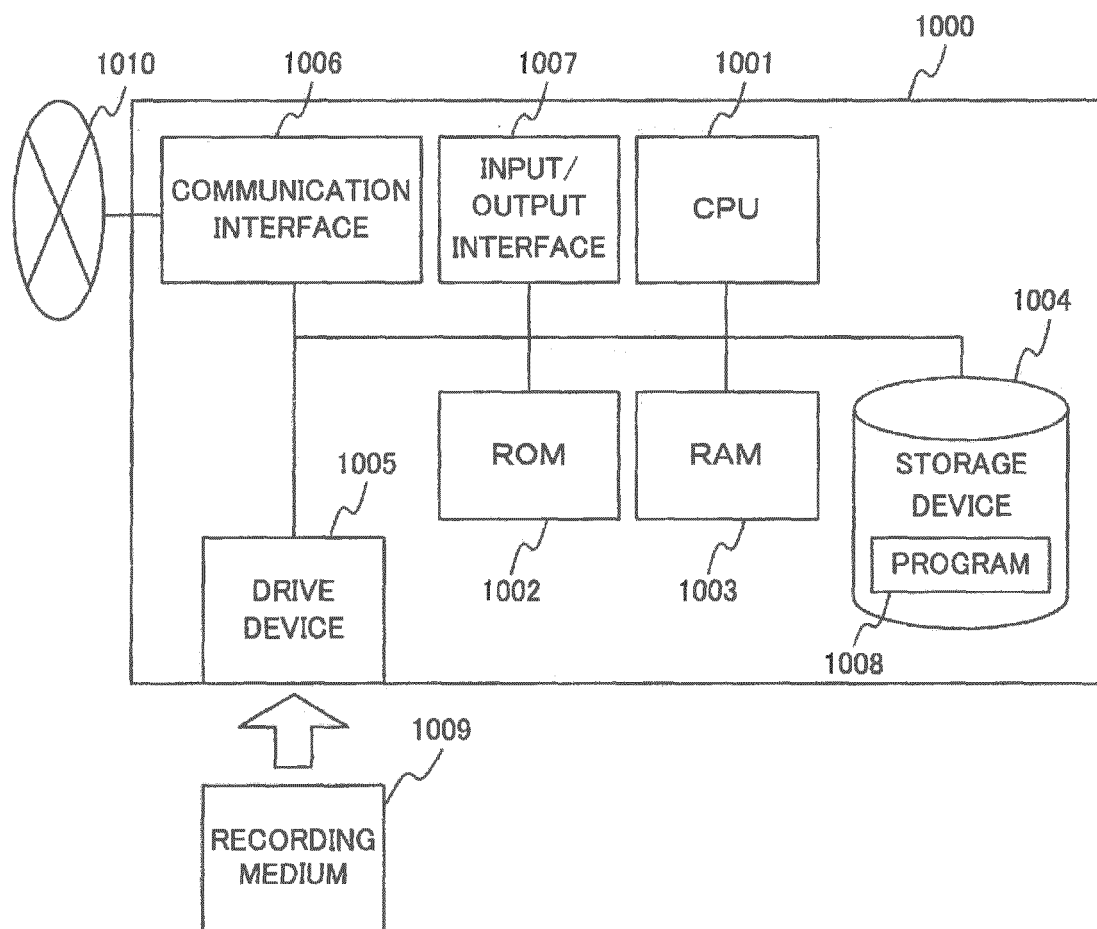 1000
1010
1006
1007
1001
COMMUNICATION
INTERFACE
INPUT/
OUTPUT
INTERFACE
CPU
1004
ROM
RAM
STORAGE
DEVICE
PROGRAM
1005
1002
1003
1008
DRIVE
DEVICE
1009
RECORDING
MEDIUM